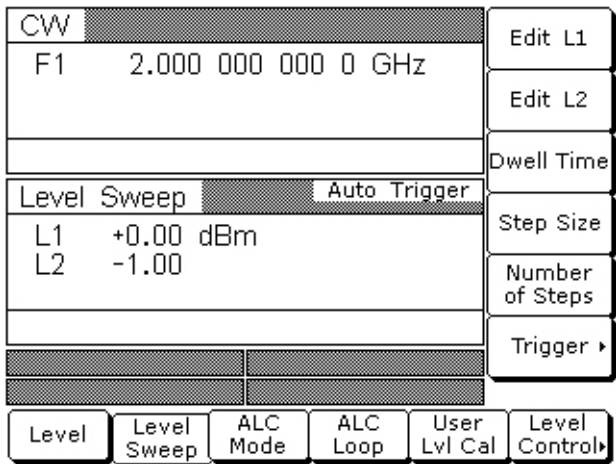 CW
F1 2.000 000 000 0 GHz
Level Sweep Auto Trigger
L1 +0.00 dBm
L2 -1.00
Edit L1
Edit L2
Dwell Time
Step Size
Number
of Steps
Trigger
Level
Level
Sweep
ALC
Mode
ALC
Loop
User
Lvl Cal
Level
Control